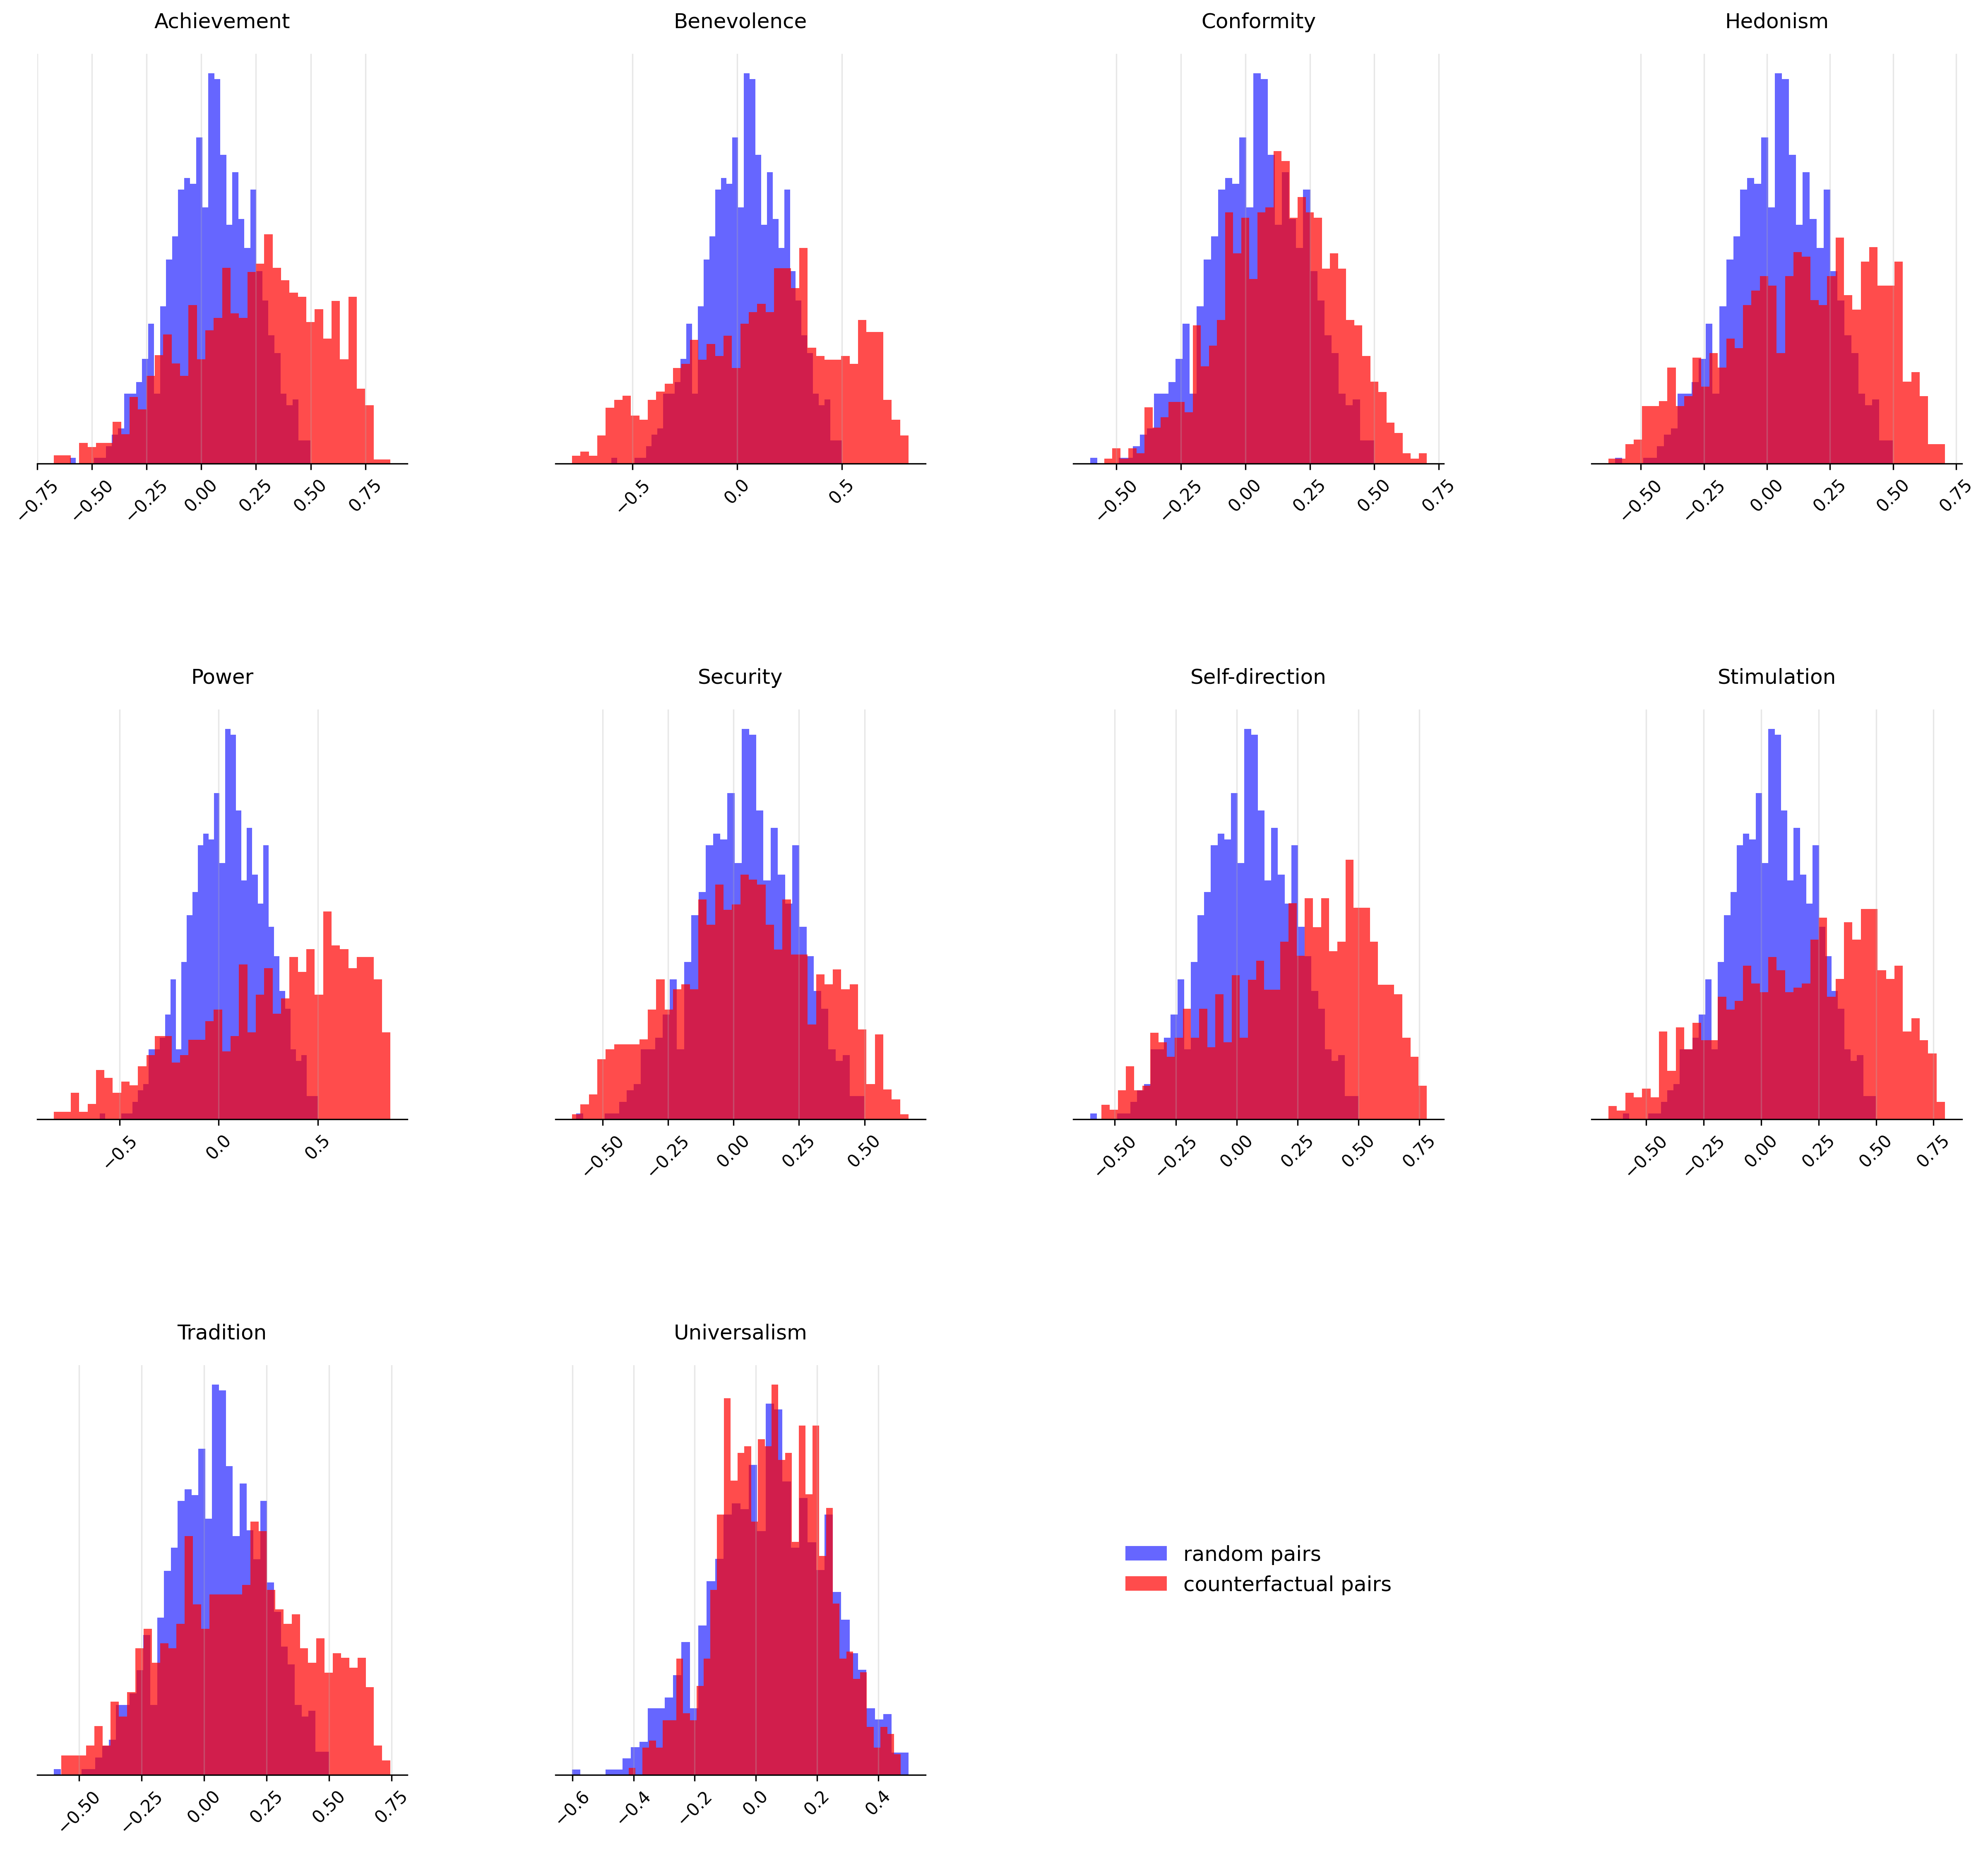 Achievement
Benevolence
Conformity
Hedonism
−0.75 −0.50 −0.25 0.00 0.25 0.50 0.75
−0.5 0.0 0.5
−0.50 −0.25 0.00 0.25 0.50 0.75
−0.50 −0.25 0.00 0.25 0.50 0.75
Power
Security
Self-direction
Stimulation
−0.5 0.0 0.5
−0.50 −0.25 0.00 0.25 0.50
−0.50 −0.25 0.00 0.25 0.50 0.75
−0.50 −0.25 0.00 0.25 0.50 0.75
Tradition
Universalism
random pairs
counterfactual pairs
−0.50 −0.25 0.00 0.25 0.50 0.75
−0.6 −0.4 −0.2 0.0 0.2 0.4